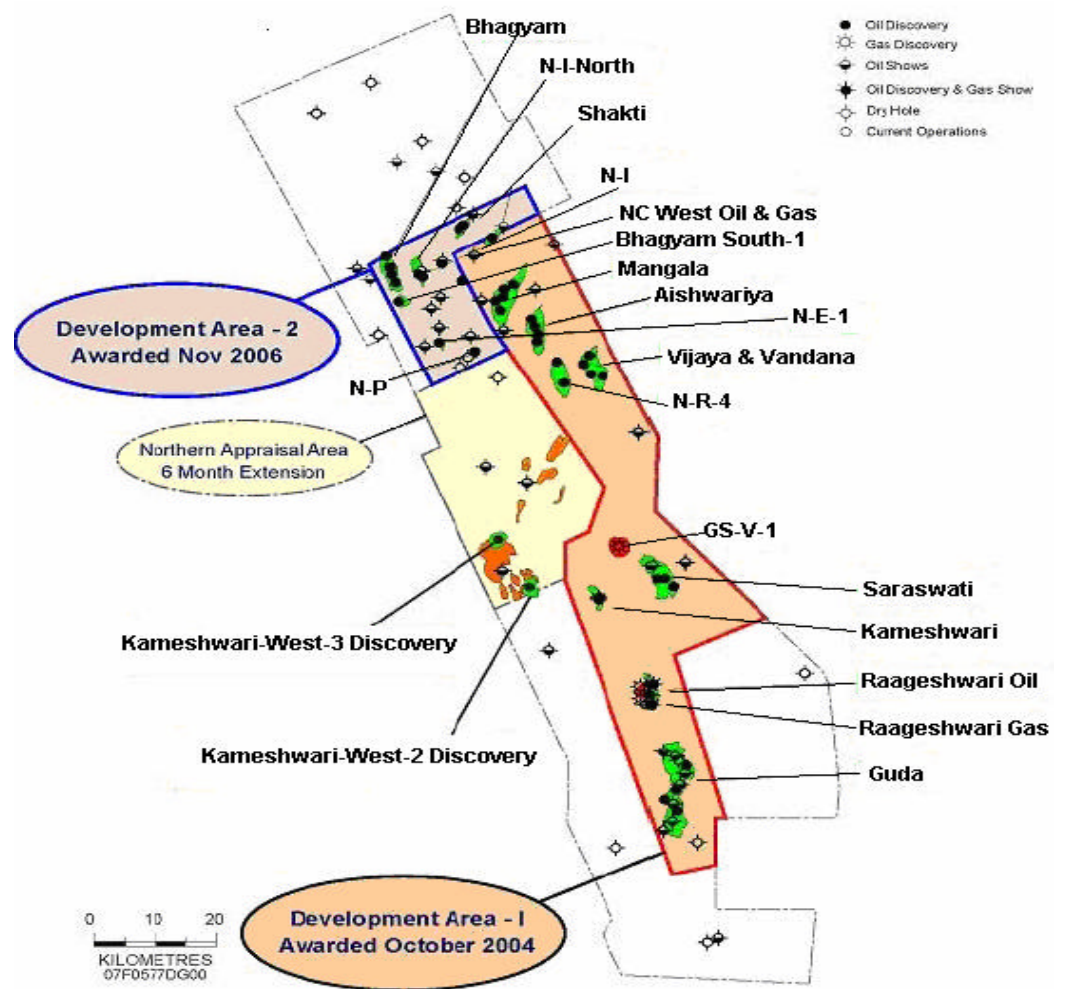 Bhagyam
N-I-North
Shakti
N-I
NC West Oil & Gas
Bhagyam South-1
Mangala
Aishwariya
N-E-1
Vijaya & Vandana
N-R-4
N-P
Oil Discovery
Gas Discovery
Oil Shows
Oil Discovery & Gas Show
Dry Hole
Current Operations
Development Area - 2
Awarded Nov 2006
Northern Appraisal Area
6 Month Extension
GS-V-1
Saraswati
Kameshwari
Kameshwari-West-3 Discovery
Raageshwari Oil
Raageshwari Gas
Kameshwari-West-2 Discovery
Guda
Development Area - I
Awarded October 2004
0 10 20
KILOMETRES
07F0577DG00